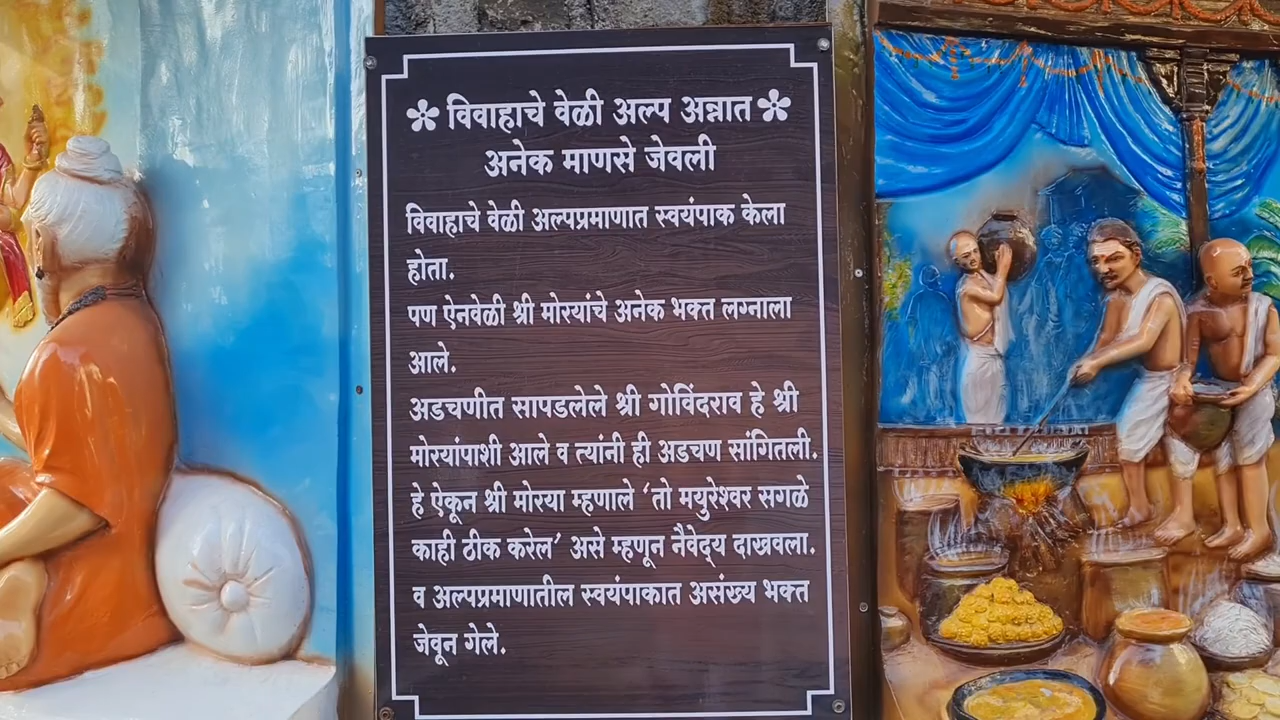 विवाहाचे वेळी अल्प अन्नात
अनेक माणसे जेवली
विवाहाचे वेळी अल्पप्रमाणात स्वयंपाक केला
होता.
पण ऐनवेळी श्री मोरयांचे अनेक भक्त लग्नाला
आले.
अडचणीत सापडलेले श्री गोविंदराव हे श्री
मोरयांपाशी आले व त्यांनी ही अडचण सांगितली.
हे ऐकून श्री मोरया म्हणाले ‘तो मयुरेश्वर सगळे
काही ठीक करेल’ असे म्हणून नैवेद्य दाखवला.
व अल्पप्रमाणातील स्वयंपाकात असंख्य भक्त
जेवून गेले.